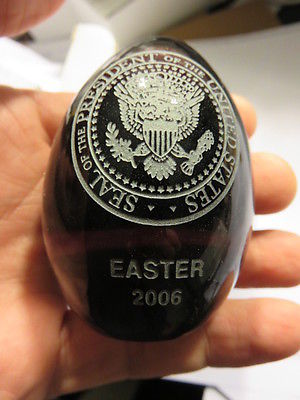 SEAL OF THE PRESIDENT OF THE UNITED STATES
EASTER
2006